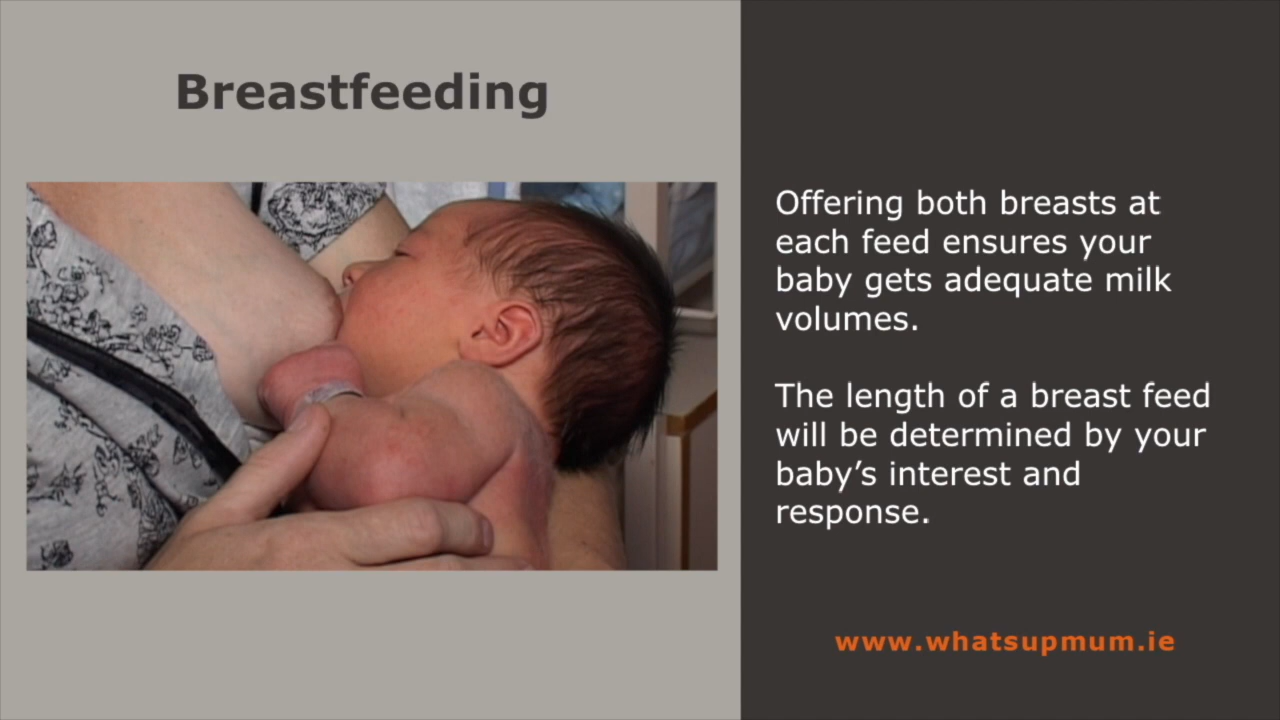 Breastfeeding
Offering both breasts at
each feed ensures your
baby gets adequate milk
volumes.
The length of a breast feed
will be determined by your
baby’s interest and
response.
www.whatsupmum.ie